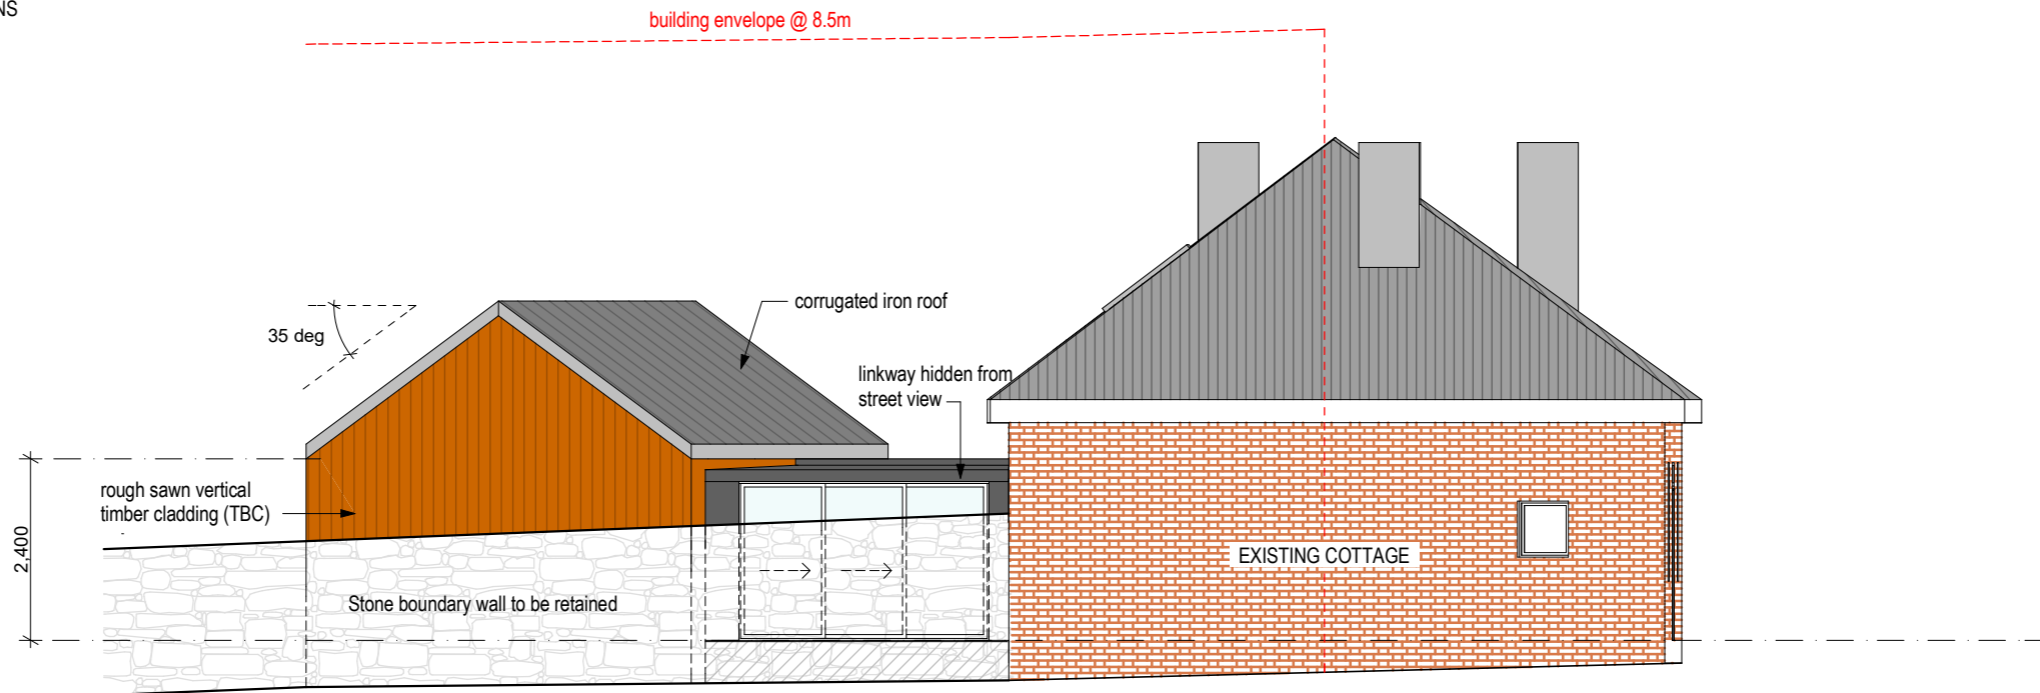 NS
building envelope @ 8.5m
corrugated iron roof
35 deg
linkway hidden from
street view
rough sawn vertical
timber cladding (TBC)
-
2,400
EXISTING COTTAGE
Stone boundary wall to be retained